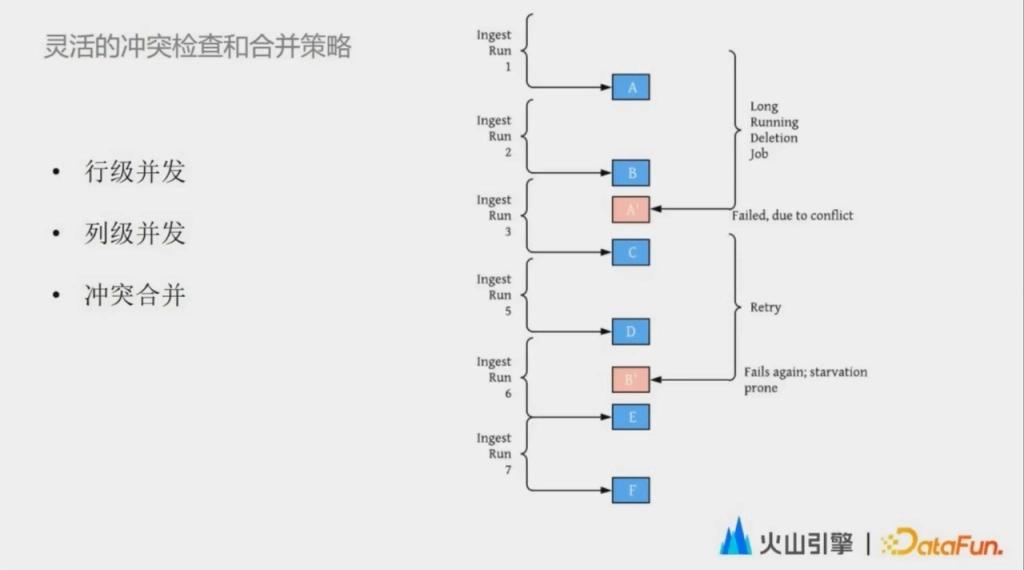 灵活的冲突检查和合并策略
• 行级并发
• 列级并发
• 冲突合并
Ingest
Run
1
A
Ingest
Run
2
B
Long
Running
Deletion
Job
A'
Failed, due to conflict
Ingest
Run
3
C
Ingest
Run
5
D
Retry
Ingest
Run
6
B'
Fails again; starvation
prone
E
Ingest
Run
7
F
火山引擎 | DataFun.